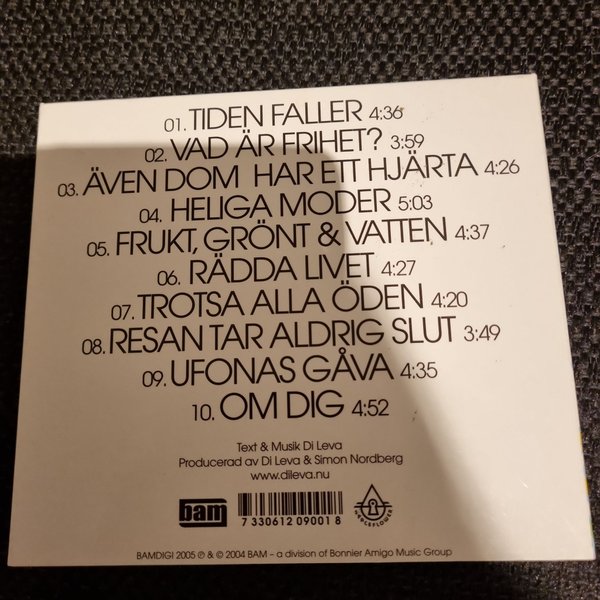 01. TIDEN FALLER 4:36
02. VAD ÄR FRIHET? 3:59
03. ÄVEN DOM HAR ETT HJÄRTA 4:26
04. HELIGA MODER 5:03
05. FRUKT, GRÖNT & VATTEN 4:37
06. RÄDDA LIVET 4:27
07. TROTSA ALLA ÖDEN 4:20
08. RESAN TAR ALDRIG SLUT 3:49
09. UFONAS GÅVA 4:35
10. OM DIG 4:52
Text & Musik Di Leva
Producerad av Di Leva & Simon Nordberg
www.dileva.nu
bam
7 330612 090018
BAMDIGI 2005 ℗ & © 2004 BAM – a division of Bonnier Amigo Music Group